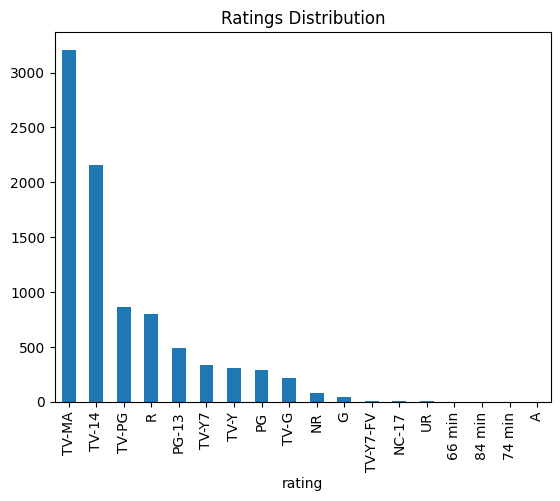 Ratings Distribution
3000
2500
2000
1500
1000
500
0
TV-MA
TV-14
TV-PG
R
PG-13
TV-Y7
TV-Y
PG
TV-G
NR
G
TV-Y7-FV
NC-17
UR
66 min
84 min
74 min
A
rating